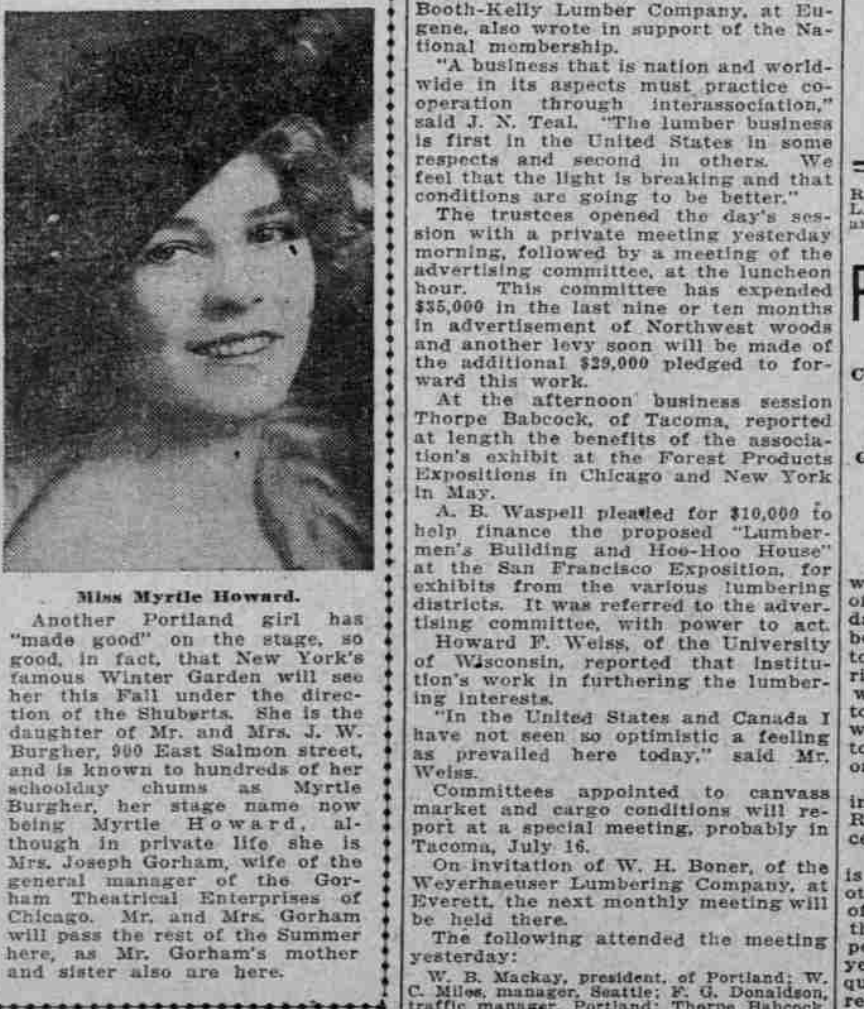 Miss Myrtle Howard.
Another Portland girl has
"made good" on the stage, so
good, in fact, that New York's
famous Winter Garden will see
her this Fall under the direc-
tion of the Shuberts. She is the
daughter of Mr. and Mrs. J. W.
Burgher, 900 East Salmon street,
and is known to hundreds of her
schoolday chums as Myrtle
Burgher, her stage name now
being Myrtle Howard, al-
though in private life she is
Mrs. Joseph Gorham, wife of the
general manager of the Gor-
ham Theatrical Enterprises of
Chicago. Mr. and Mrs. Gorham
will pass the rest of the Summer
here, as Mr. Gorham's mother
and sister also are here.
Booth-Kelly Lumber Company, at Eu-
gene, also wrote in support of the Na-
tional membership.
"A business that is nation and world-
wide in its aspects must practice co-
operation through interassociation,"
said J. N. Teal. "The lumber business
is first in the United States in some
respects and second in others. We
feel that the light is breaking and that
conditions are going to be better."
The trustees opened the day's ses-
sion with a private meeting yesterday
morning, followed by a meeting of the
advertising committee, at the luncheon
hour. This committee has expended
$35,000 in the last nine or ten months
in advertisement of Northwest woods
and another levy soon will be made of
the additional $29,000 pledged to for-
ward this work.
At the afternoon business session
Thorpe Babcock, of Tacoma, reported
at length the benefits of the associa-
tion's exhibit at the Forest Products
Expositions in Chicago and New York
in May.
A. B. Waspell pleaded for $10,000 to
help finance the proposed "Lumber-
men's Building and Hoo-Hoo House"
at the San Francisco Exposition, for
exhibits from the various lumbering
districts. It was referred to the adver-
tising committee, with power to act.
Howard F. Weiss, of the University
of Wisconsin, reported that institu-
tion's work in furthering the lumber-
ing interests.
"In the United States and Canada I
have not seen so optimistic a feeling
as prevailed here today," said Mr.
Weiss.
Committees appointed to canvass
market and cargo conditions will re-
port at a special meeting, probably in
Tacoma, July 16.
On invitation of W. H. Boner, of the
Weyerhaeuser Lumbering Company, at
Everett, the next monthly meeting will
be held there.
The following attended the meeting
yesterday:
W. B. Mackay, president, of Portland; W.
C. Miles, manager, Seattle; F. G. Donaldson,
traffic manager, Portland; Thorpe Babcock,